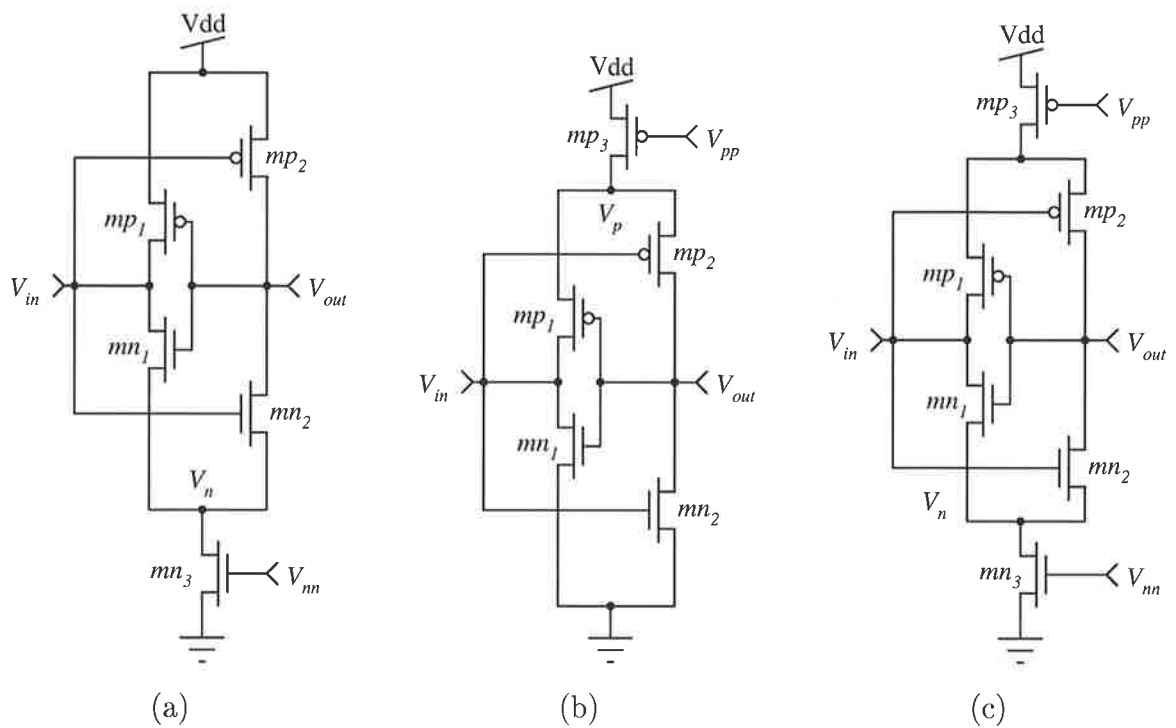 Vdd
mp2
mp1
Vin
Vout
mn1
mn2
Vn
mn3
Vnn
(a)
Vdd
mp3
Vpp
Vp
mp2
mp1
Vin
Vout
mn1
mn2
(b)
Vdd
mp3
Vpp
mp2
mp1
Vin
Vout
mn1
mn2
Vn
mn3
Vnn
(c)